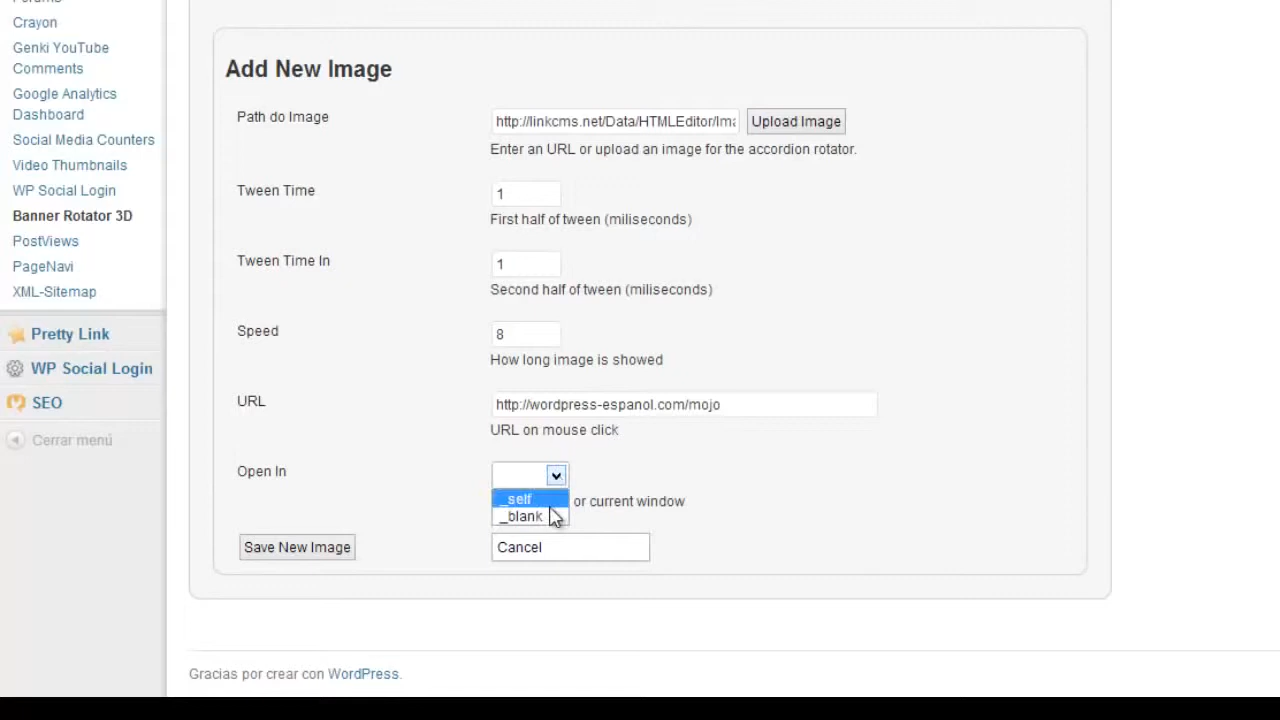 Crayon
Genki YouTube
Comments
Google Analytics
Dashboard
Social Media Counters
Video Thumbnails
WP Social Login
Banner Rotator 3D
PostViews
PageNavi
XML-Sitemap
Pretty Link
WP Social Login
SEO
Cerrar menú
Add New Image
Path do Image
http://linkcms.net/Data/HTMLEditor/Ima
Upload Image
Enter an URL or upload an image for the accordion rotator.
Tween Time
1
First half of tween (miliseconds)
Tween Time In
1
Second half of tween (miliseconds)
Speed
8
How long image is showed
URL
http://wordpress-espanol.com/mojo
URL on mouse click
Open In
_self
_blank
or current window
Save New Image
Cancel
Gracias por crear con WordPress.